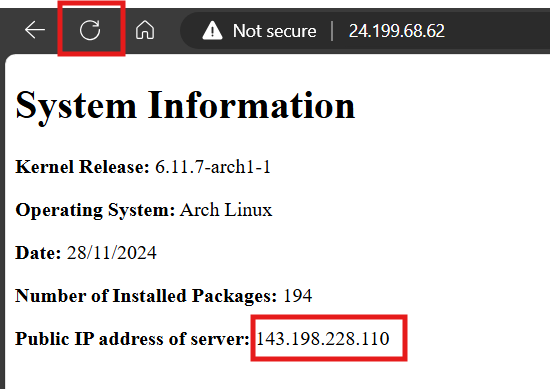 Not secure | 24.199.68.62
System Information
Kernel Release: 6.11.7-arch1-1
Operating System: Arch Linux
Date: 28/11/2024
Number of Installed Packages: 194
Public IP address of server: 143.198.228.110